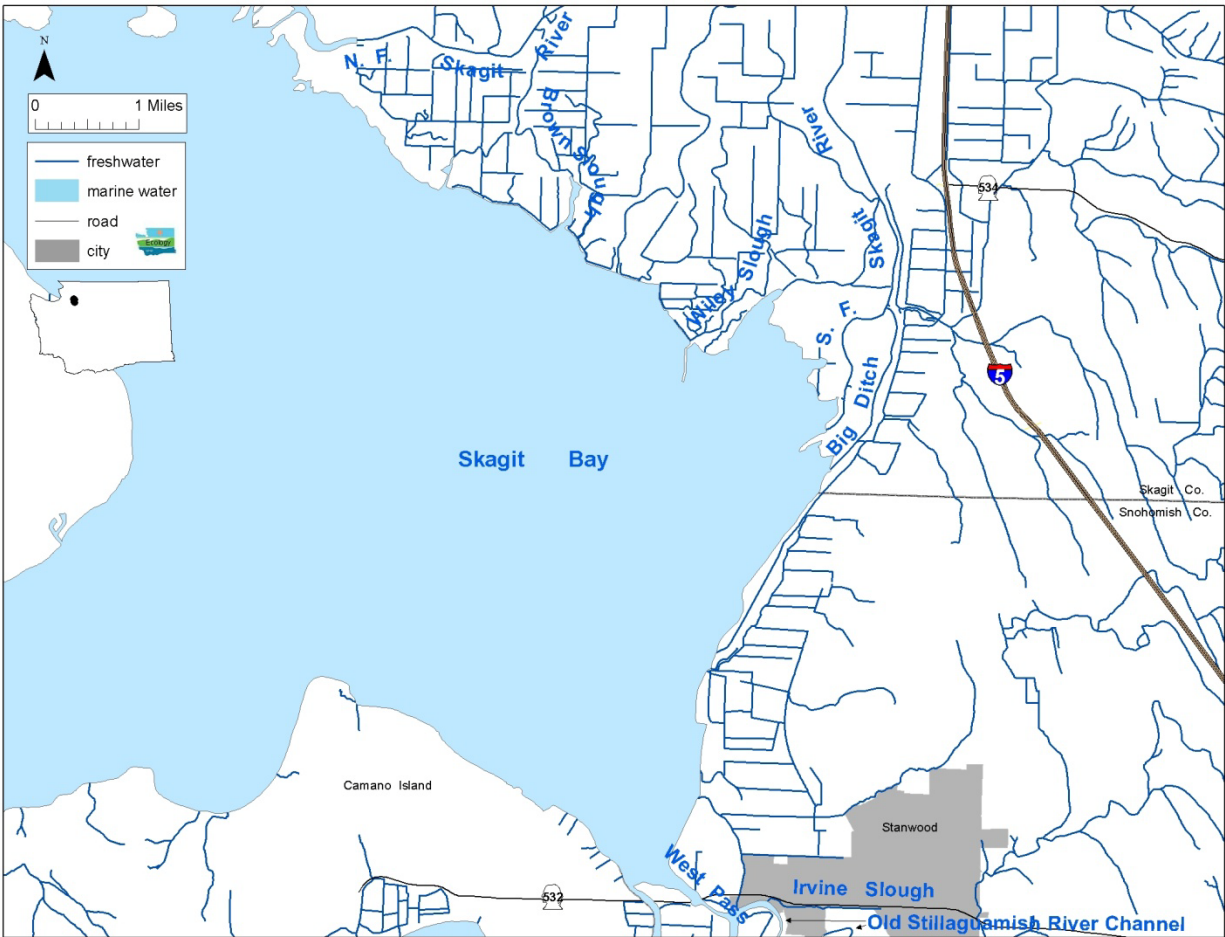 N
0 1 Miles
freshwater
marine water
road
city
Ecology
N. F. Skagit River
Brown Slough
River
Skagit
S. F.
Wiley Slough
Big Ditch
534
5
Skagit Bay
Skagit Co.
Snohomish Co.
Camano Island
Stanwood
West Pass
Irvine Slough
532
Old Stillaguamish River Channel